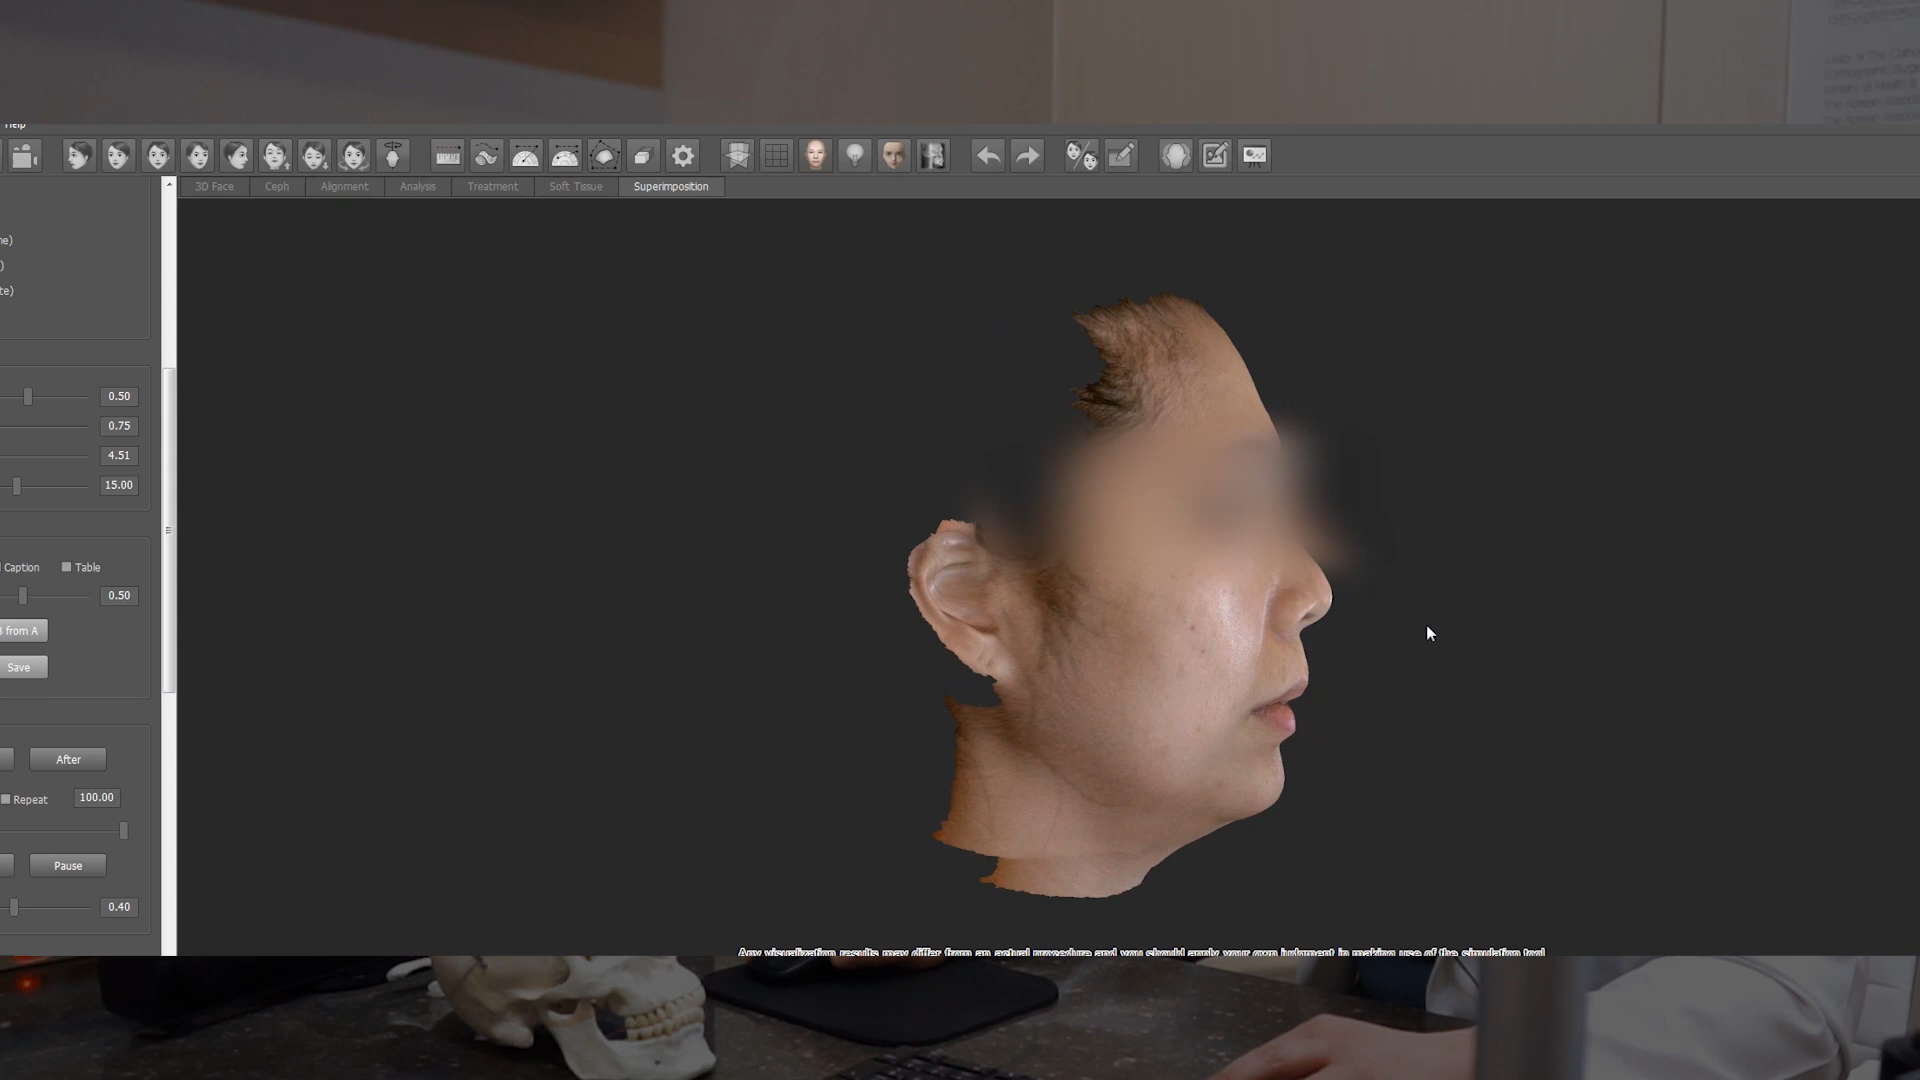 Help
3D Face
Ceph
Alignment
Analysis
Treatment
Soft Tissue
Superimposition
ne)
)
te)
0.50
0.75
4.51
15.00
Caption
Table
0.50
from A
Save
After
Repeat
100.00
Pause
0.40
Any visualization results may differ from an actual procedure and you should apply your own judgment in making use of the simulation tool